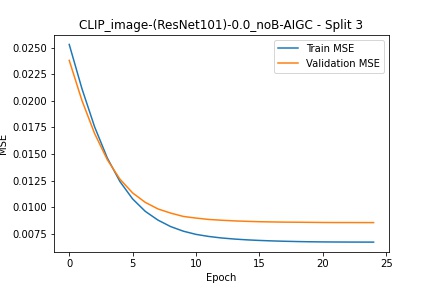 CLIP_image-(ResNet101)-0.0_noB-AIGC - Split 3
0.0250
0.0225
0.0200
0.0175
0.0150
0.0125
0.0100
0.0075
MSE
Train MSE
Validation MSE
0 5 10 15 20 25
Epoch